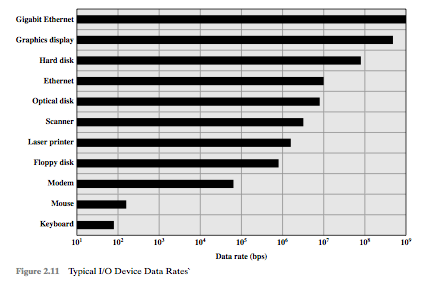 Gigabit Ethernet
Graphics display
Hard disk
Ethernet
Optical disk
Scanner
Laser printer
Floppy disk
Modem
Mouse
Keyboard
10¹ 10² 10³ 10⁴ 10⁵ 10⁶ 10⁷ 10⁸ 10⁹
Data rate (bps)
Figure 2.11 Typical I/O Device Data Rates`